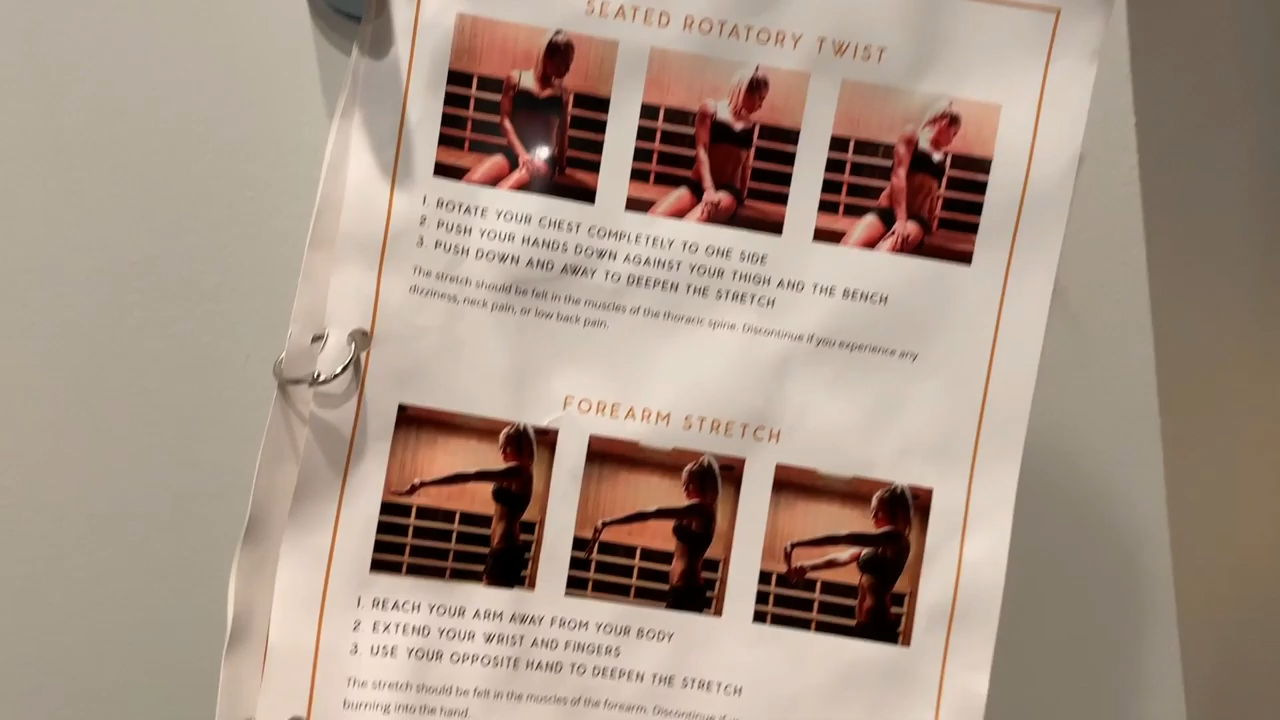 SEATED ROTATORY TWIST
1. ROTATE YOUR CHEST COMPLETELY TO ONE SIDE
2. PUSH YOUR HANDS DOWN AGAINST YOUR THIGH AND THE BENCH
3. PUSH DOWN AND AWAY TO DEEPEN THE STRETCH
The stretch should be felt in the muscles of the thoracic spine. Discontinue if you experience any
dizziness, neck pain, or low back pain.
FOREARM STRETCH
1. REACH YOUR ARM AWAY FROM YOUR BODY
2. EXTEND YOUR WRIST AND FINGERS
3. USE YOUR OPPOSITE HAND TO DEEPEN THE STRETCH
The stretch should be felt in the muscles of the forearm. Discontinue if
burning into the hand.